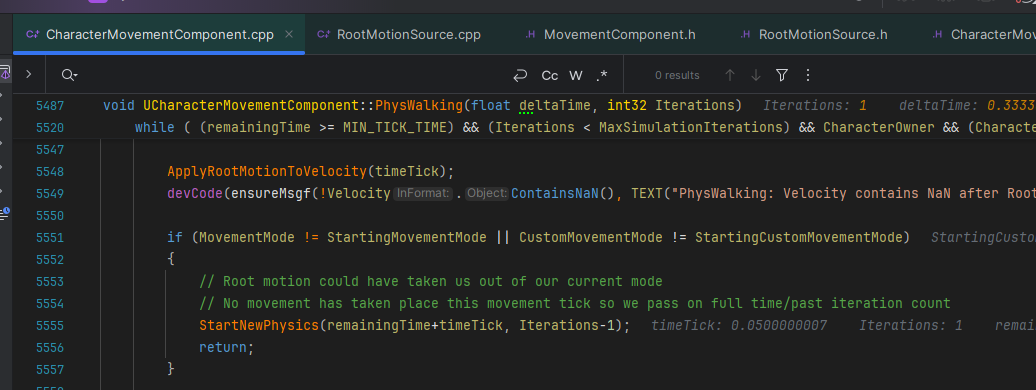 CharacterMovementComponent.cpp × RootMotionSource.cpp MovementComponent.h RootMotionSource.h CharacterMov
Cc W .* 0 results
5487 void UCharacterMovementComponent::PhysWalking(float deltaTime, int32 Iterations) Iterations: 1 deltaTime: 0.3333
5520 while ( (remainingTime >= MIN_TICK_TIME) && (Iterations < MaxSimulationIterations) && CharacterOwner && (Characte
5547
5548 ApplyRootMotionToVelocity(timeTick);
5549 devCode(ensureMsgf(!Velocity InFormat: . Object: ContainsNaN(), TEXT("PhysWalking: Velocity contains NaN after Root
5550
5551 if (MovementMode != StartingMovementMode || CustomMovementMode != StartingCustomMovementMode) StartingCusto
5552 {
5553 // Root motion could have taken us out of our current mode
5554 // No movement has taken place this movement tick so we pass on full time/past iteration count
5555 StartNewPhysics(remainingTime+timeTick, Iterations-1); timeTick: 0.0500000007 Iterations: 1 remai
5556 return;
5557 }